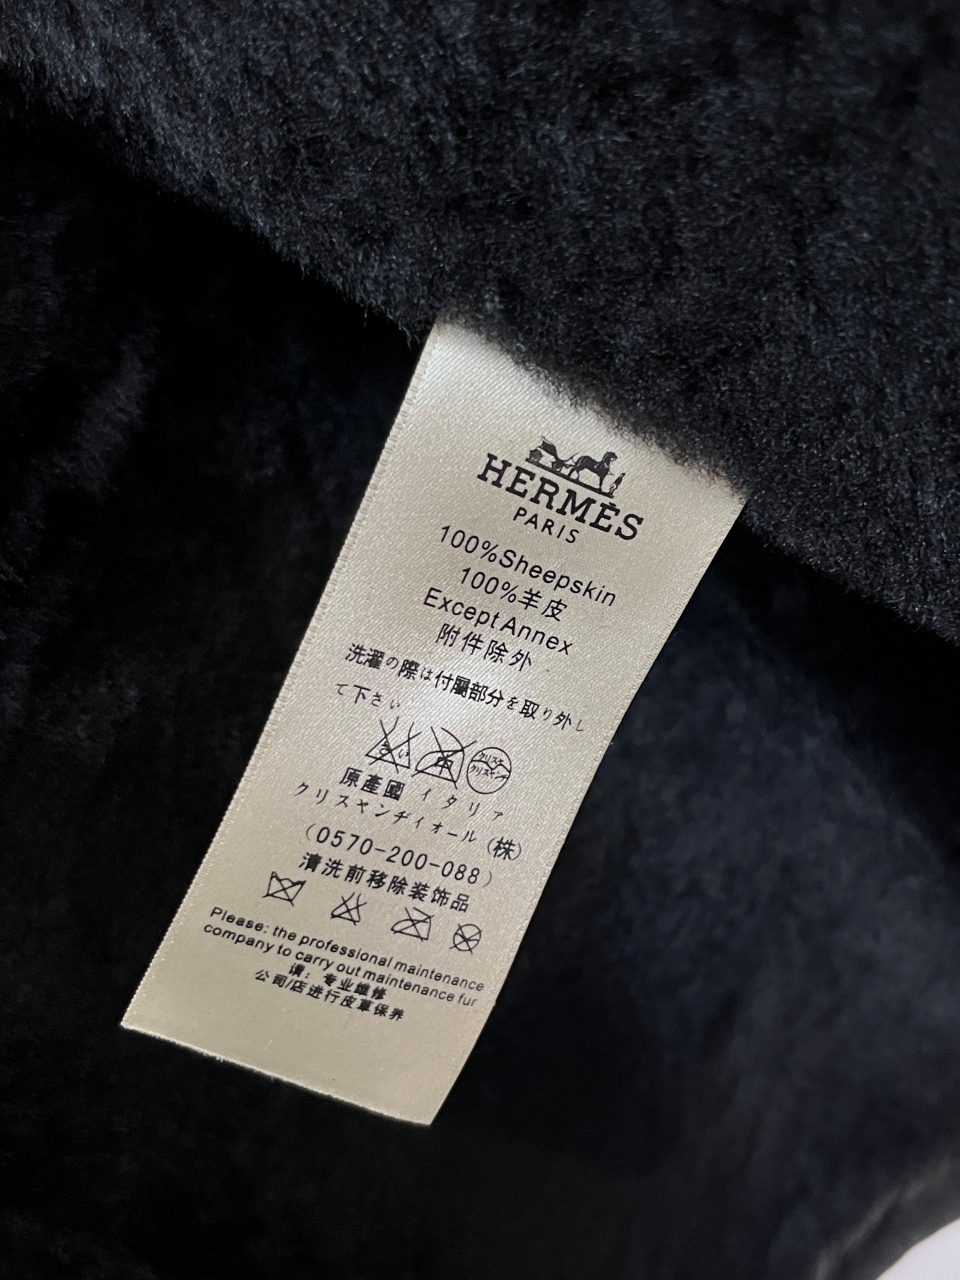 HERMÈS
PARIS
100%Sheepskin
100%羊皮
Except Annex
附件除外
洗濯の際は付屬部分を取り外し
て下さい
原產國 イタリア
クリスャンヂィオール (株)
(0570-200-088)
清洗前移除装饰品
Please: the professional maintenance
company to carry out maintenance fur
请: 专业维修
公司/店进行皮革保养